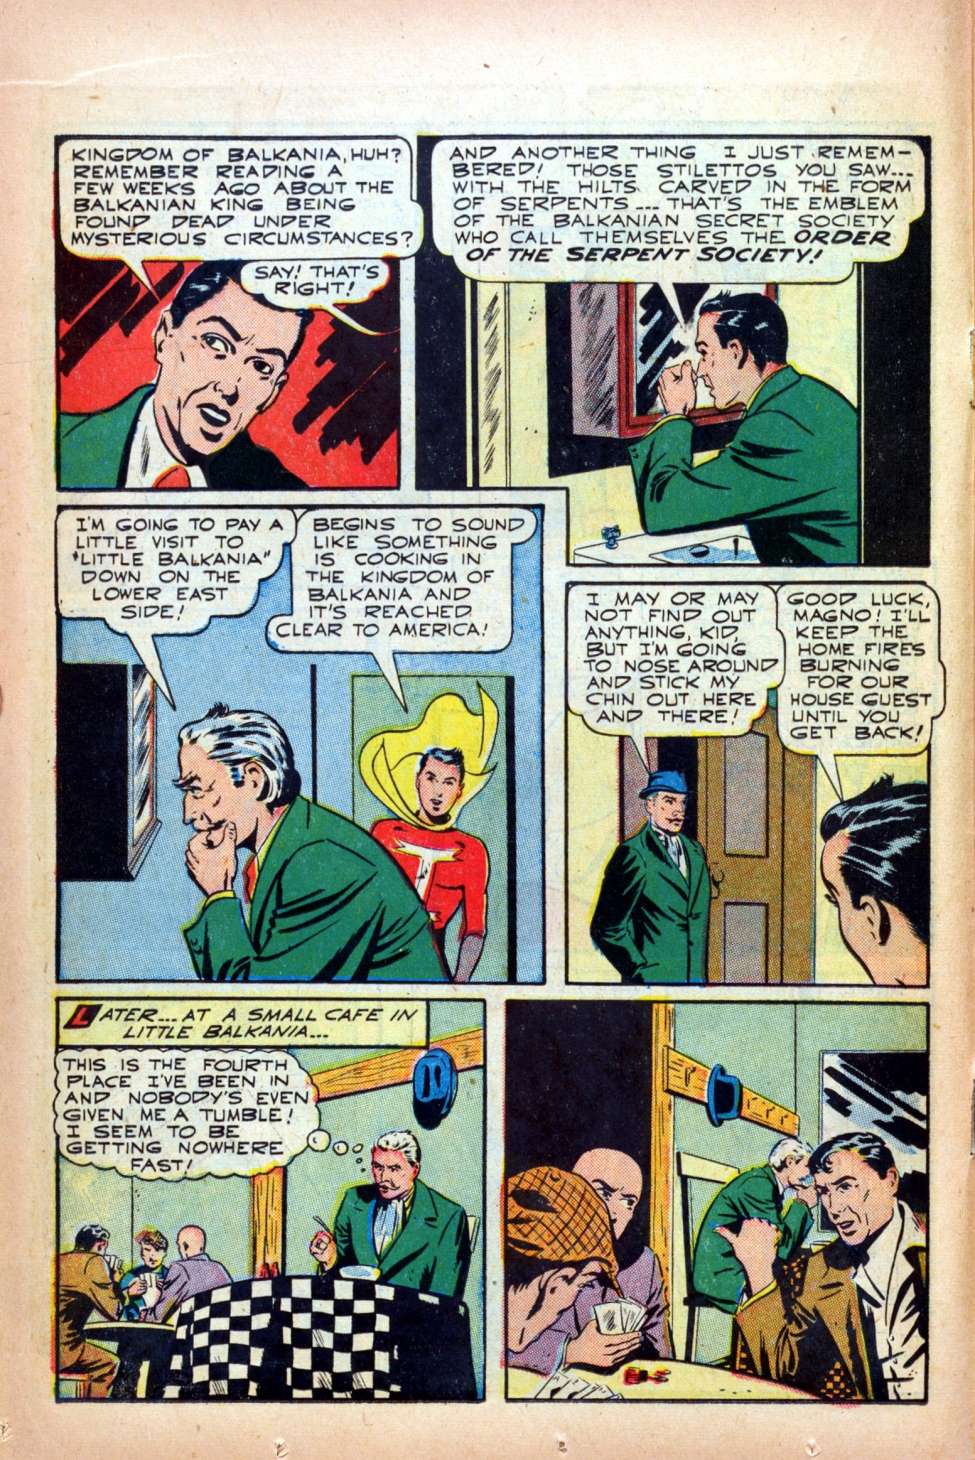 KINGDOM OF BALKANIA, HUH?
REMEMBER READING A
FEW WEEKS AGO ABOUT THE
BALKANIAN KING BEING
FOUND DEAD UNDER
MYSTERIOUS CIRCUMSTANCES?
SAY! THAT'S
RIGHT!
AND ANOTHER THING I JUST REMEM-
BERED! THOSE STILETTOS YOU SAW...
WITH THE HILTS CARVED IN THE FORM
OF SERPENTS... THAT'S THE EMBLEM
OF THE BALKANIAN SECRET SOCIETY
WHO CALL THEMSELVES THE ORDER
OF THE SERPENT SOCIETY!
I'M GOING TO PAY A
LITTLE VISIT TO
"LITTLE BALKANIA"
DOWN ON THE
LOWER EAST
SIDE!
BEGINS TO SOUND
LIKE SOMETHING
IS COOKING IN
THE KINGDOM OF
BALKANIA AND
IT'S REACHED
CLEAR TO AMERICA!
T
I MAY OR MAY
NOT FIND OUT
ANYTHING, KID,
BUT I'M GOING
TO NOSE AROUND
AND STICK MY
CHIN OUT HERE
AND THERE!
GOOD LUCK,
MAGNO! I'LL
KEEP THE
HOME FIRES
BURNING
FOR OUR
HOUSE GUEST
UNTIL YOU
GET BACK!
LATER... AT A SMALL CAFE IN
LITTLE BALKANIA...
THIS IS THE FOURTH
PLACE I'VE BEEN IN
AND NOBODY'S EVEN
GIVEN ME A TUMBLE!
I SEEM TO BE
GETTING NOWHERE
FAST!